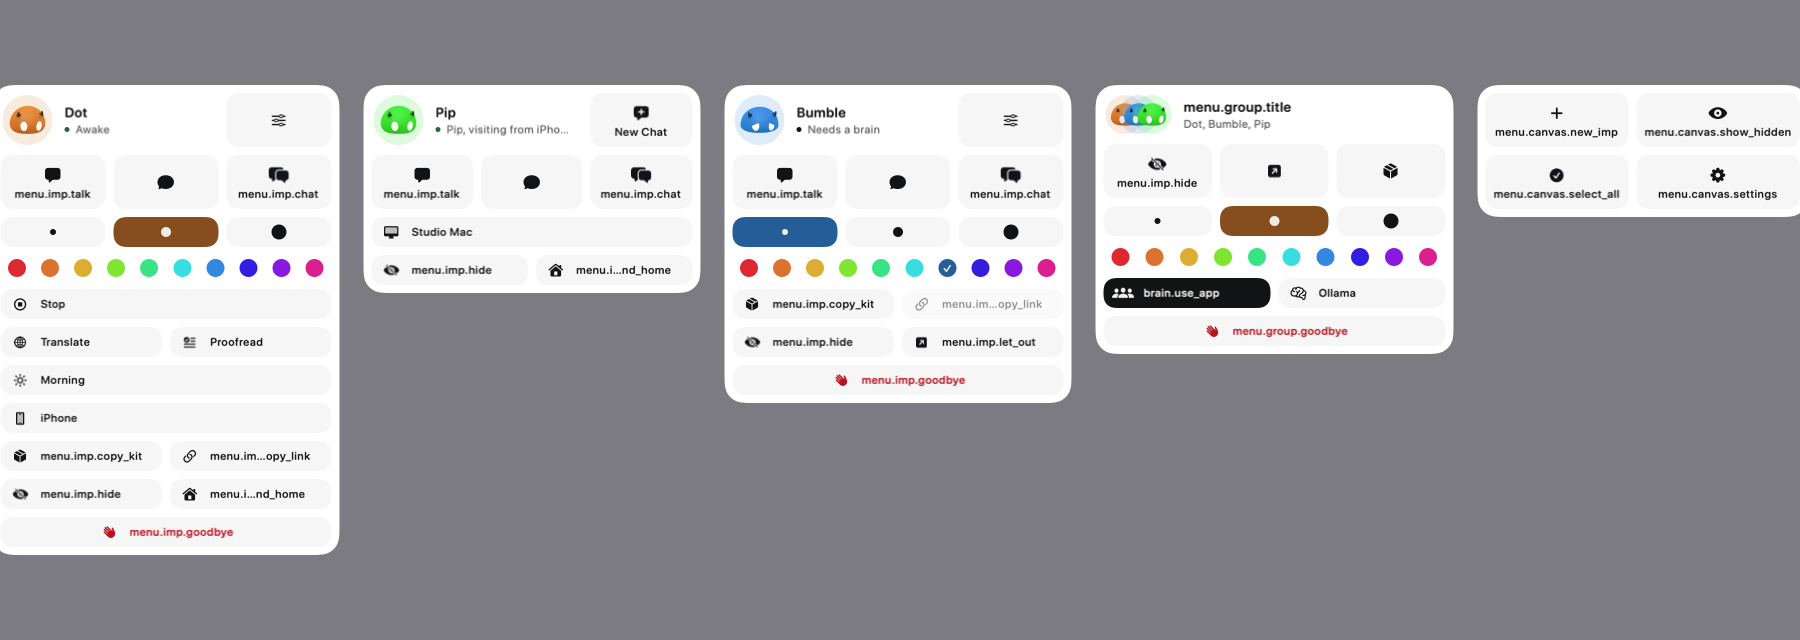 Dot
Awake
menu.imp.talk
menu.imp.chat
Stop
Translate
Proofread
Morning
iPhone
menu.imp.copy_kit
menu.im...opy_link
menu.imp.hide
menu.i...nd_home
menu.imp.goodbye
Pip
Pip, visiting from iPho...
New Chat
menu.imp.talk
menu.imp.chat
Studio Mac
menu.imp.hide
menu.i...nd_home
Bumble
Needs a brain
menu.imp.talk
menu.imp.chat
menu.imp.copy_kit
menu.im...opy_link
menu.imp.hide
menu.imp.let_out
menu.imp.goodbye
menu.group.title
Dot, Bumble, Pip
menu.imp.hide
brain.use_app
Ollama
menu.group.goodbye
menu.canvas.new_imp
menu.canvas.show_hidden
menu.canvas.select_all
menu.canvas.settings